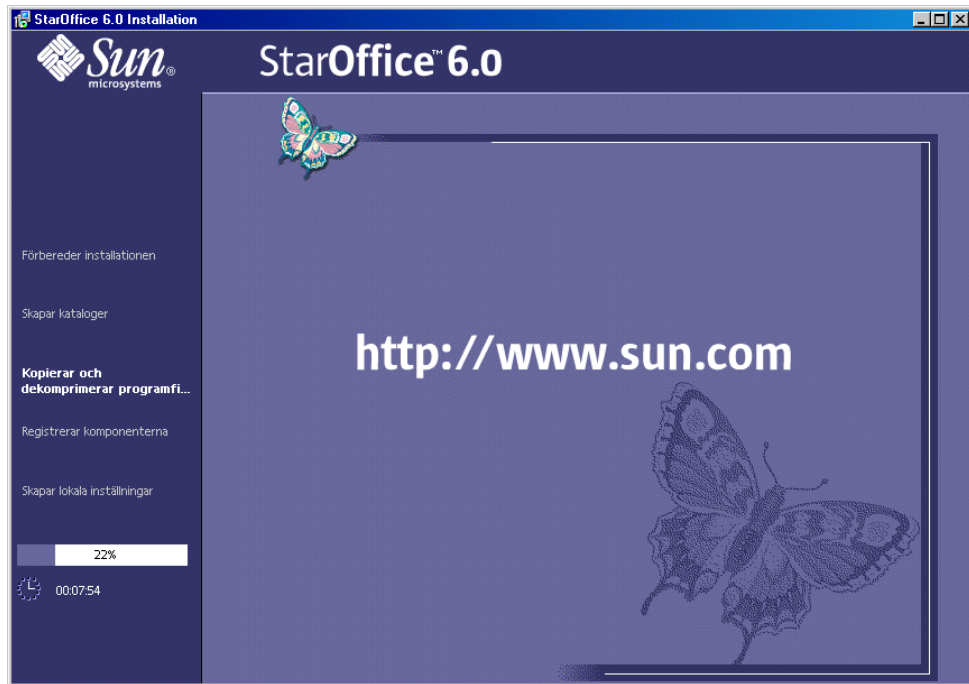 StarOffice 6.0 Installation
Sun®
microsystems
StarOffice™ 6.0
Förbereder installationen
Skapar kataloger
Kopierar och
dekomprimerar programfi...
Registrerar komponenterna
Skapar lokala inställningar
22%
00:07:54
http://www.sun.com